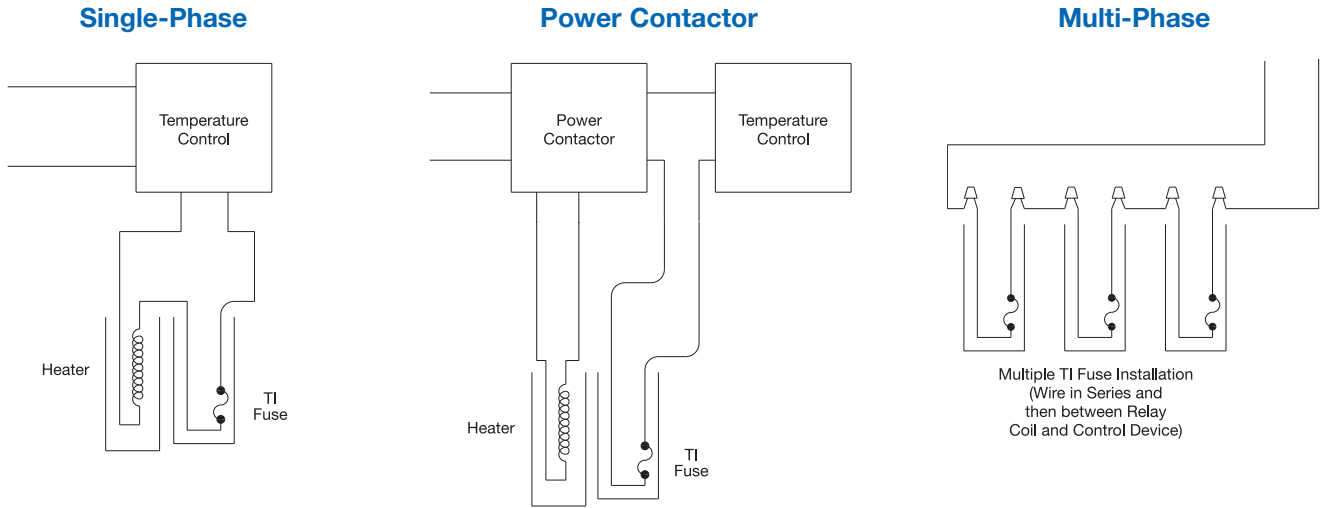 Single-Phase
Temperature
Control
Heater
TI
Fuse
Power Contactor
Power
Contactor
Temperature
Control
Heater
TI
Fuse
Multi-Phase
Multiple TI Fuse Installation
(Wire in Series and
then between Relay
Coil and Control Device)